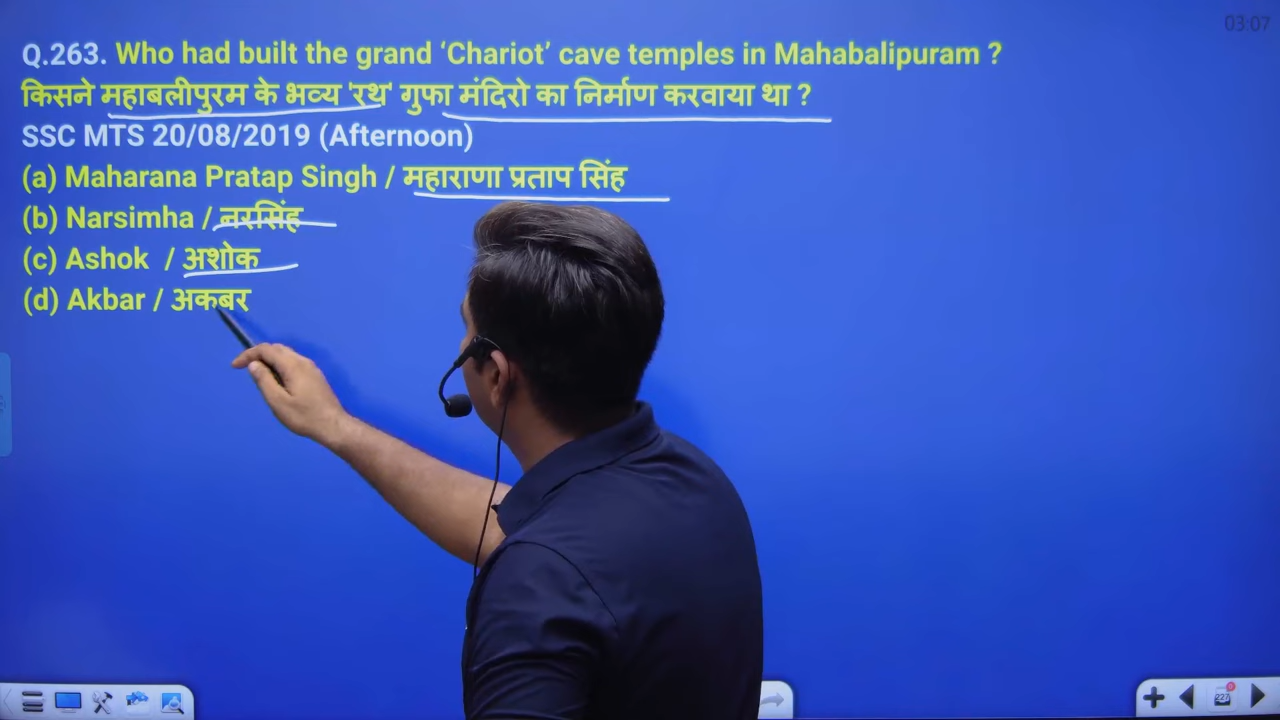 03:07
Q.263. Who had built the grand ‘Chariot’ cave temples in Mahabalipuram ?
किसने महाबलीपुरम के भव्य 'रथ' गुफा मंदिरो का निर्माण करवाया था ?
SSC MTS 20/08/2019 (Afternoon)
(a) Maharana Pratap Singh / महाराणा प्रताप सिंह
(b) Narsimha / नरसिंह
(c) Ashok / अशोक
(d) Akbar / अकबर
227